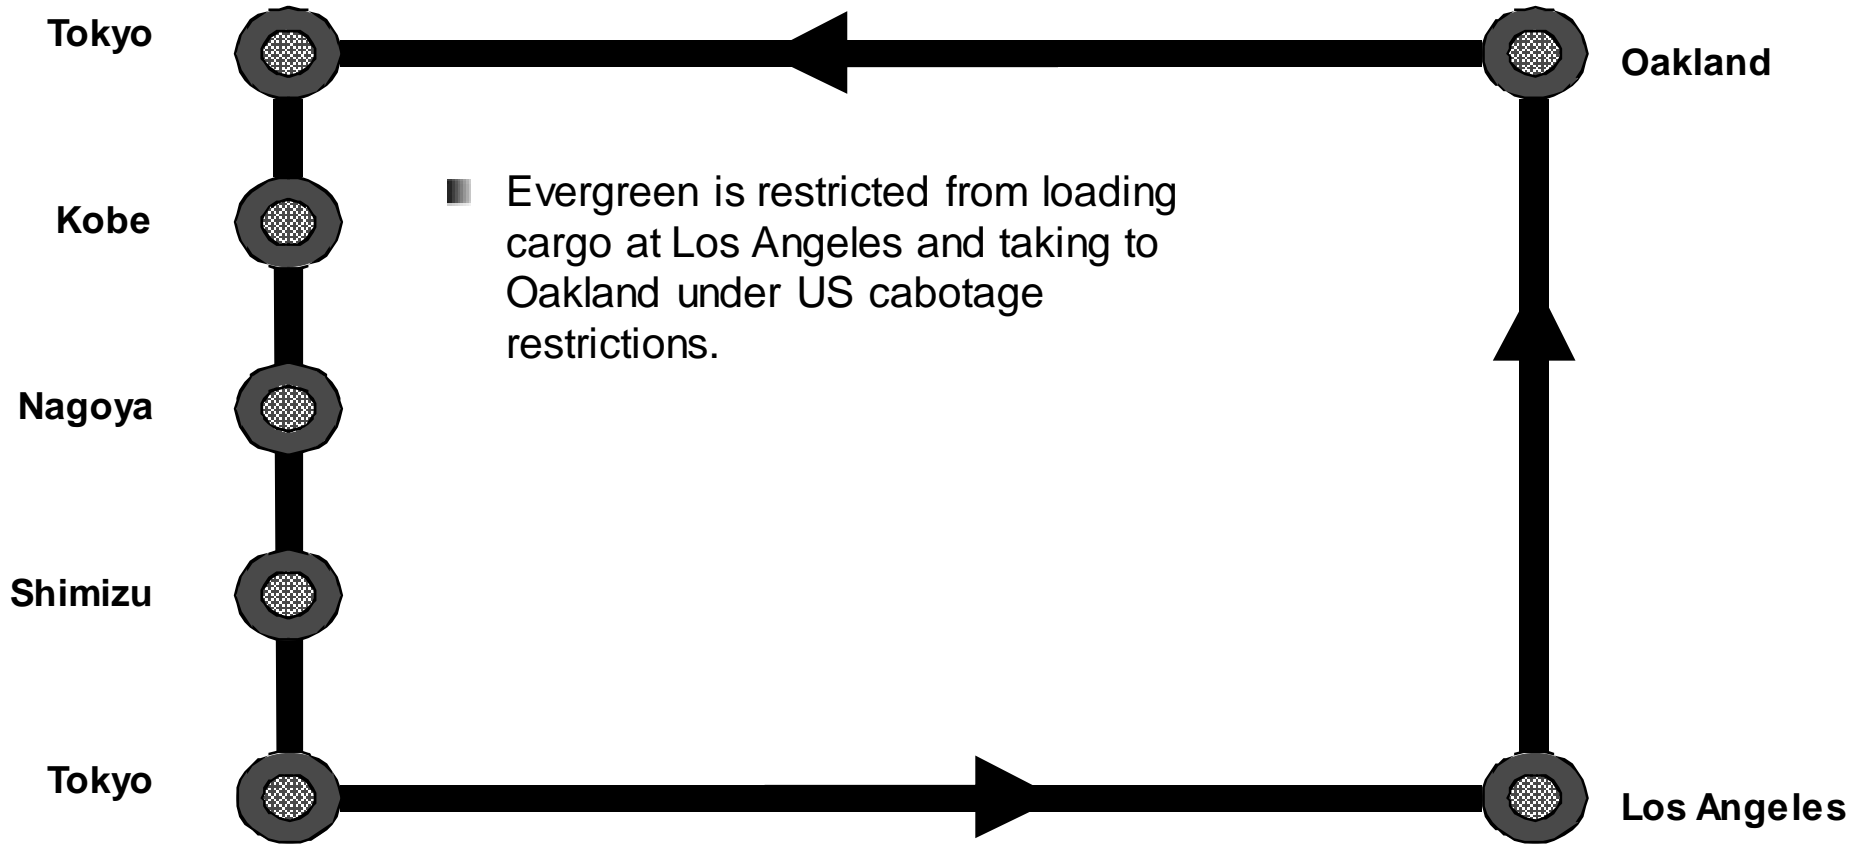 Tokyo
Oakland
Kobe
Evergreen is restricted from loading
cargo at Los Angeles and taking to
Oakland under US cabotage
restrictions.
Nagoya
Shimizu
Tokyo
Los Angeles